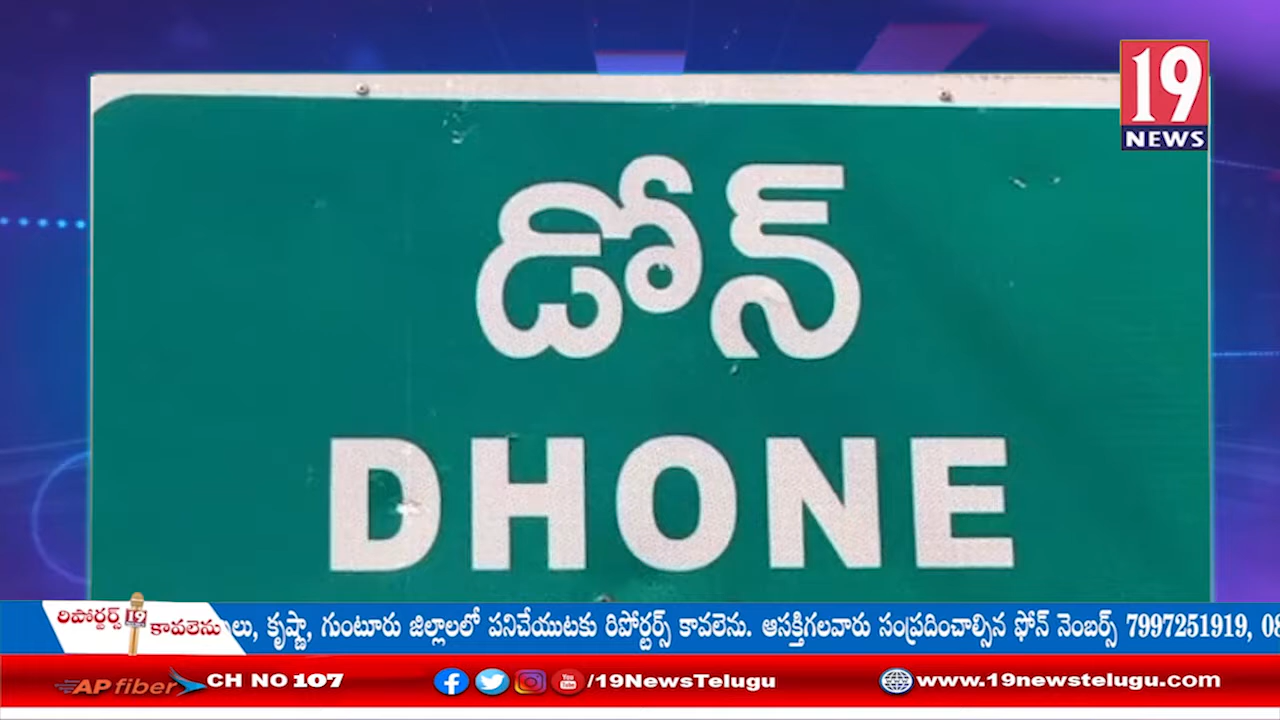 19
NEWS
డోన్
DHONE
రిపోర్టర్స్ 19 కావలెను
లు, కృష్ణా, గుంటూరు జిల్లాలలో పనిచేయుటకు రిపోర్టర్స్ కావలెను. ఆసక్తిగలవారు సంప్రదించాల్సిన ఫోన్ నెంబర్స్ 7997251919, 08
AP fiber CH NO 107
/19NewsTelugu
www.19newstelugu.com